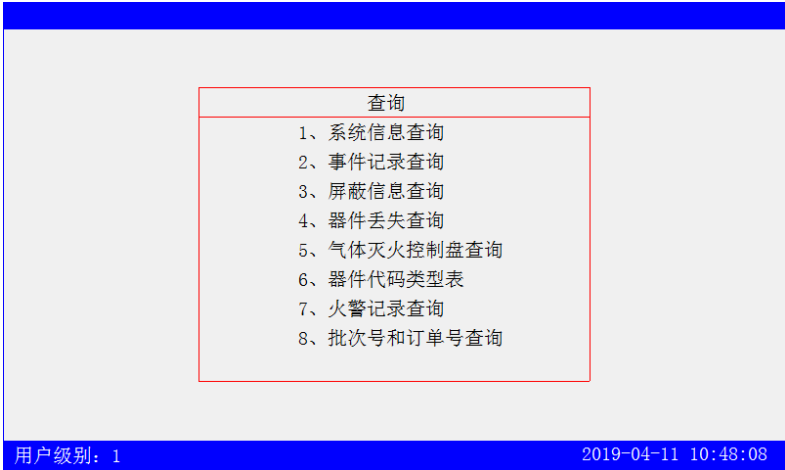 查询
1、系统信息查询
2、事件记录查询
3、屏蔽信息查询
4、器件丢失查询
5、气体灭火控制盘查询
6、器件代码类型表
7、火警记录查询
8、批次号和订单号查询
用户级别：1
2019-04-11 10:48:08